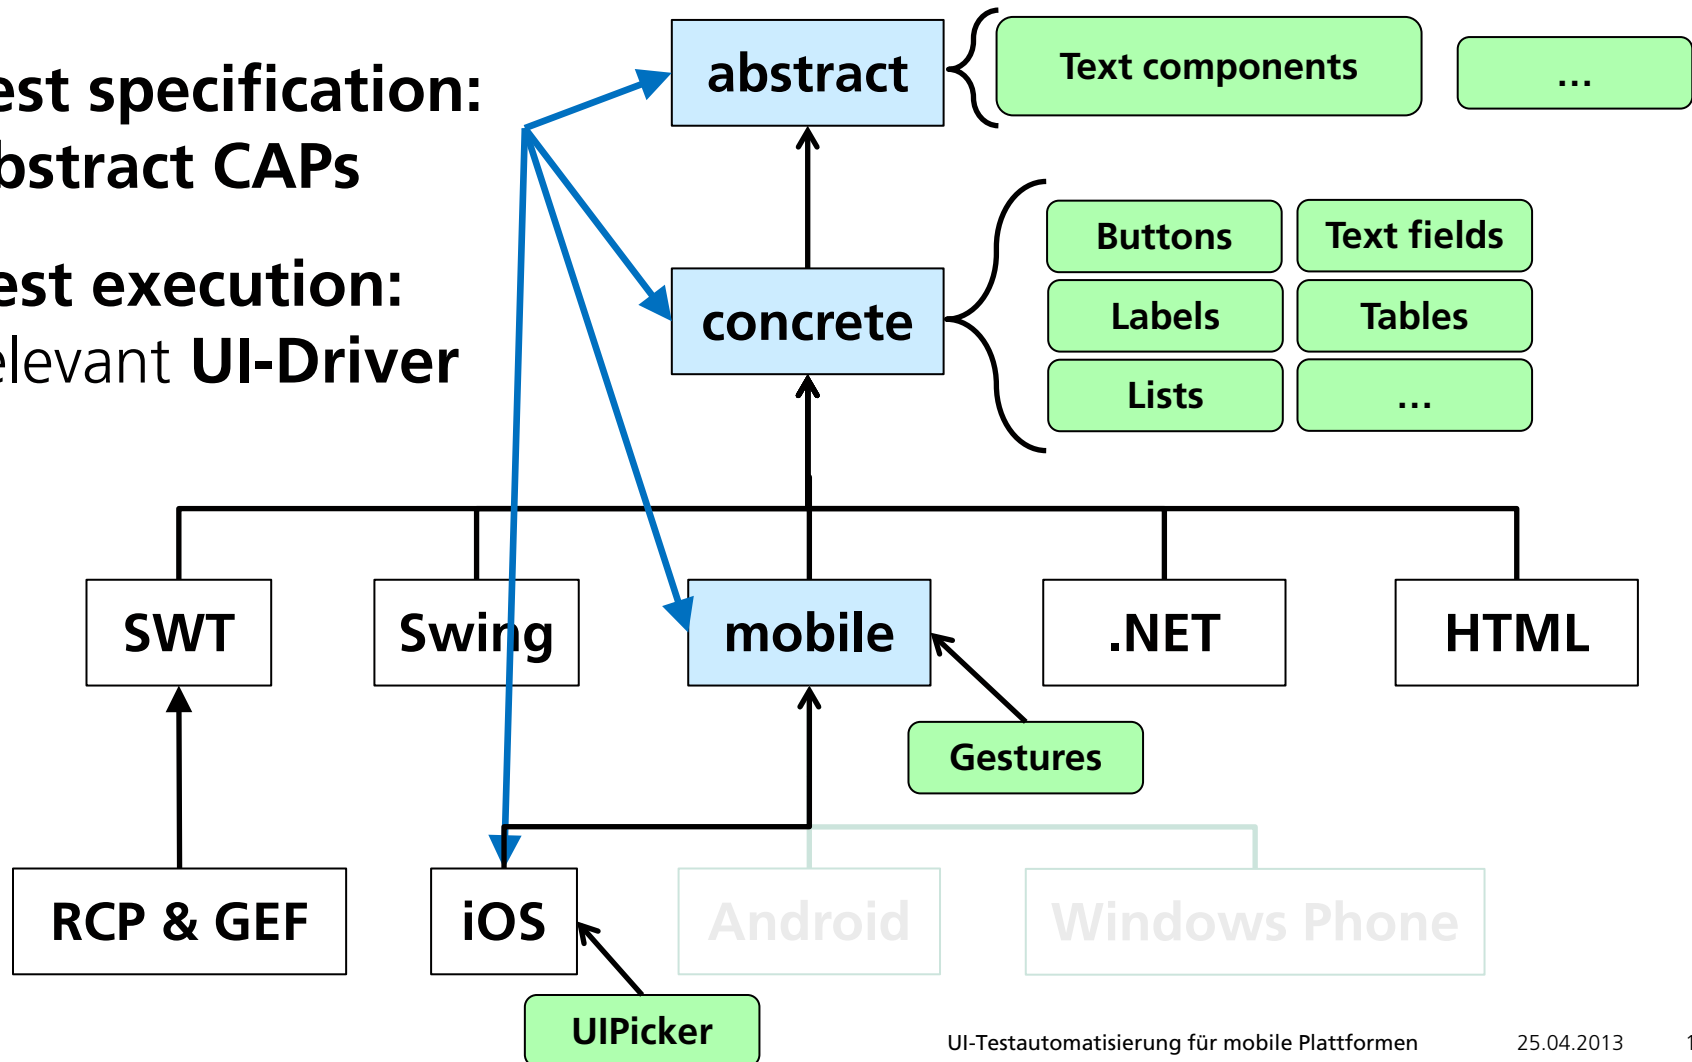 est specification:
bstract CAPs
est execution:
elevant UI-Driver
abstract
Text components
...
concrete
Buttons
Text fields
Labels
Tables
Lists
...
SWT
Swing
mobile
.NET
HTML
Gestures
RCP & GEF
iOS
Android
Windows Phone
UIPicker
UI-Testautomatisierung für mobile Plattformen 25.04.2013 1